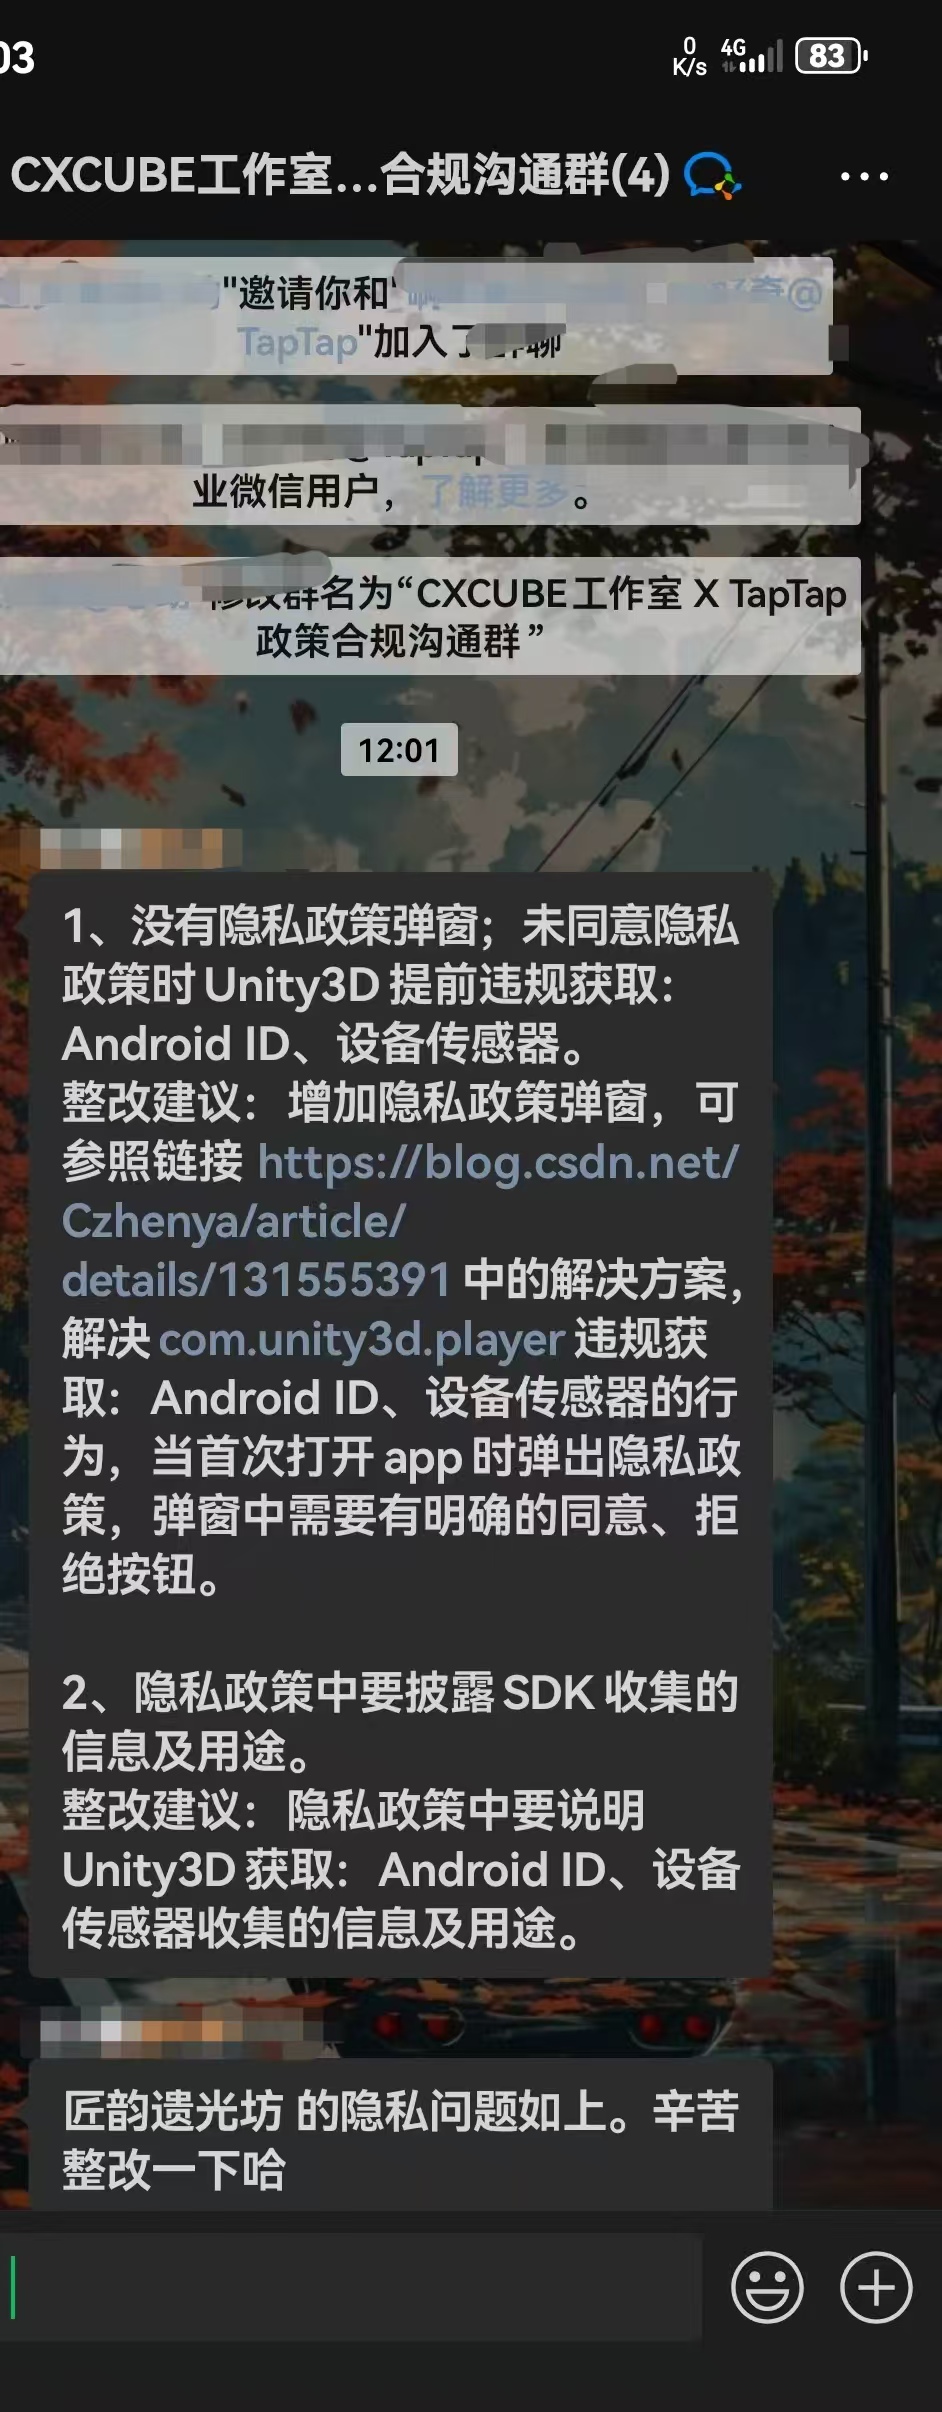 03
0
K/s
4G
83
CXCUBE工作室...合规沟通群(4)
"邀请你和"
@
TapTap"加入了群聊
业微信用户，了解更多。
修改群名为“CXCUBE工作室 X TapTap
政策合规沟通群”
12:01
1、没有隐私政策弹窗；未同意隐私
政策时Unity3D提前违规获取：
Android ID、设备传感器。
整改建议：增加隐私政策弹窗，可
参照链接 https://blog.csdn.net/
Czhenya/article/
details/131555391 中的解决方案，
解决 com.unity3d.player 违规获
取：Android ID、设备传感器的行
为，当首次打开 app 时弹出隐私政
策，弹窗中需要有明确的同意、拒
绝按钮。
2、隐私政策中要披露 SDK 收集的
信息及用途。
整改建议：隐私政策中要说明
Unity3D 获取：Android ID、设备
传感器收集的信息及用途。
匠韵遗光坊 的隐私问题如上。辛苦
整改一下哈